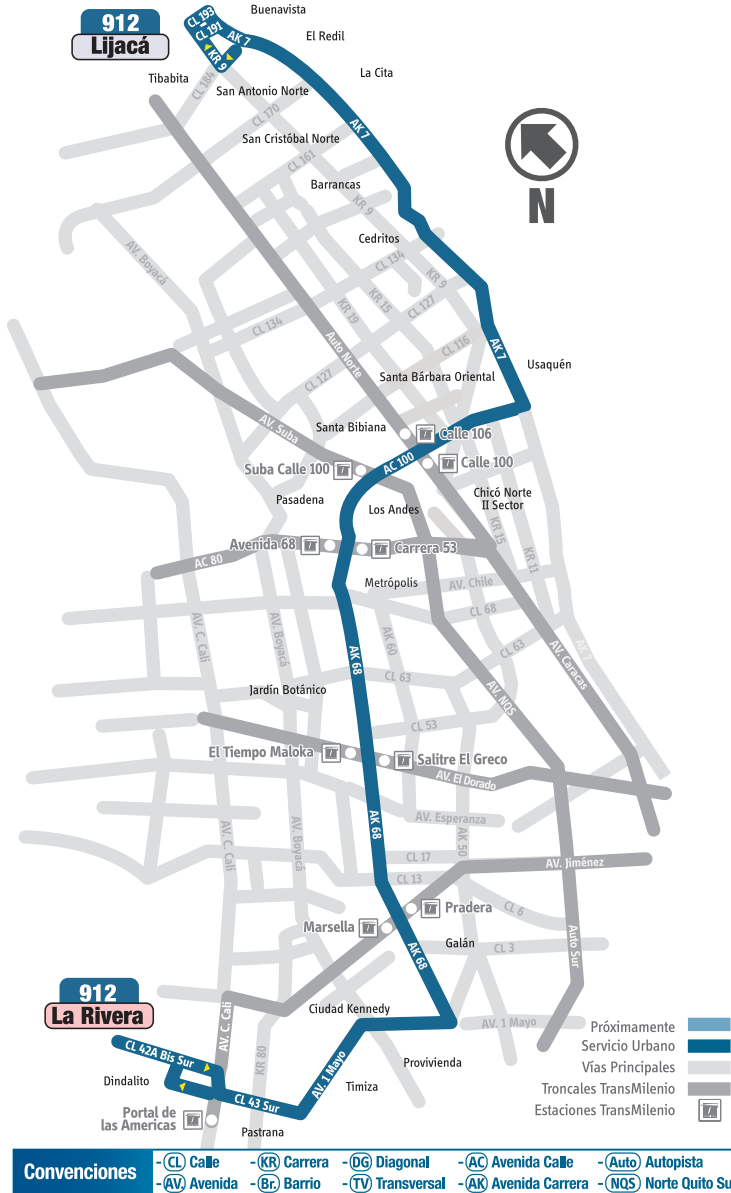 912
Lijacá
CL 193
CL 191
AK 7
KR 9
Buenavista
El Redil
La Cita
Tibabita
CL 184
San Antonio Norte
CL 170
AK 7
San Cristóbal Norte
CL 161
Barrancas
KR 9
N
Cedritos
AV. Boyacá
CL 134
KR 9
KR 15
KR 19
CL 127
CL 134
Auto Norte
CL 116
AK 7
Usaquén
CL 127
Santa Bárbara Oriental
AV. Suba
Santa Bibiana
Calle 106
AC 100
Calle 100
Suba Calle 100
Pasadena
Los Andes
Chicó Norte
II Sector
KR 15
KR 11
Avenida 68
Carrera 53
AC 80
Metrópolis
AV. Chile
CL 68
AV. C. Cali
AV. Boyacá
AK 60
CL 63
AK 7
AK 68
CL 63
AV. Caracas
Jardín Botánico
AV. NQS
CL 53
El Tiempo Maloka
Salitre El Greco
AV. El Dorado
AK 68
AV. Esperanza
AV. C. Cali
AV. Boyacá
AK 50
CL 17
AV. Jiménez
CL 13
Pradera
CL 6
Marsella
Galán
CL 3
AK 68
Auto Sur
912
La Rivera
AV. C. Cali
Ciudad Kennedy
AV. 1 Mayo
CL 42A Bis Sur
KR 80
AV. 1 Mayo
Provivienda
Dindalito
Timiza
CL 43 Sur
Portal de
las Americas
Pastrana
Próximamente
Servicio Urbano
Vías Principales
Troncales TransMilenio
Estaciones TransMilenio
Convenciones
- CL Calle - KR Carrera - DG Diagonal - AC Avenida Calle - Auto Autopista
- AV. Avenida - Br. Barrio - TV Transversal - AK Avenida Carrera - NQS Norte Quito Su